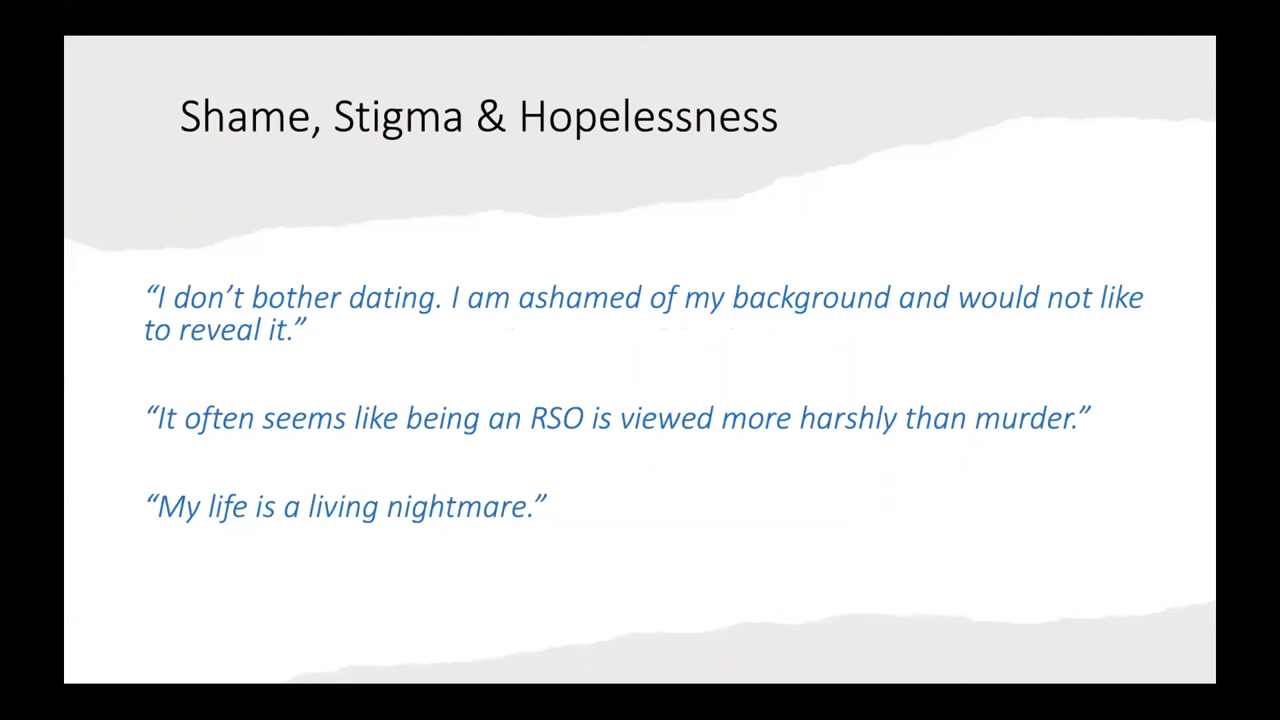 Shame, Stigma & Hopelessness
“I don’t bother dating. I am ashamed of my background and would not like
to reveal it.”
“It often seems like being an RSO is viewed more harshly than murder.”
“My life is a living nightmare.”